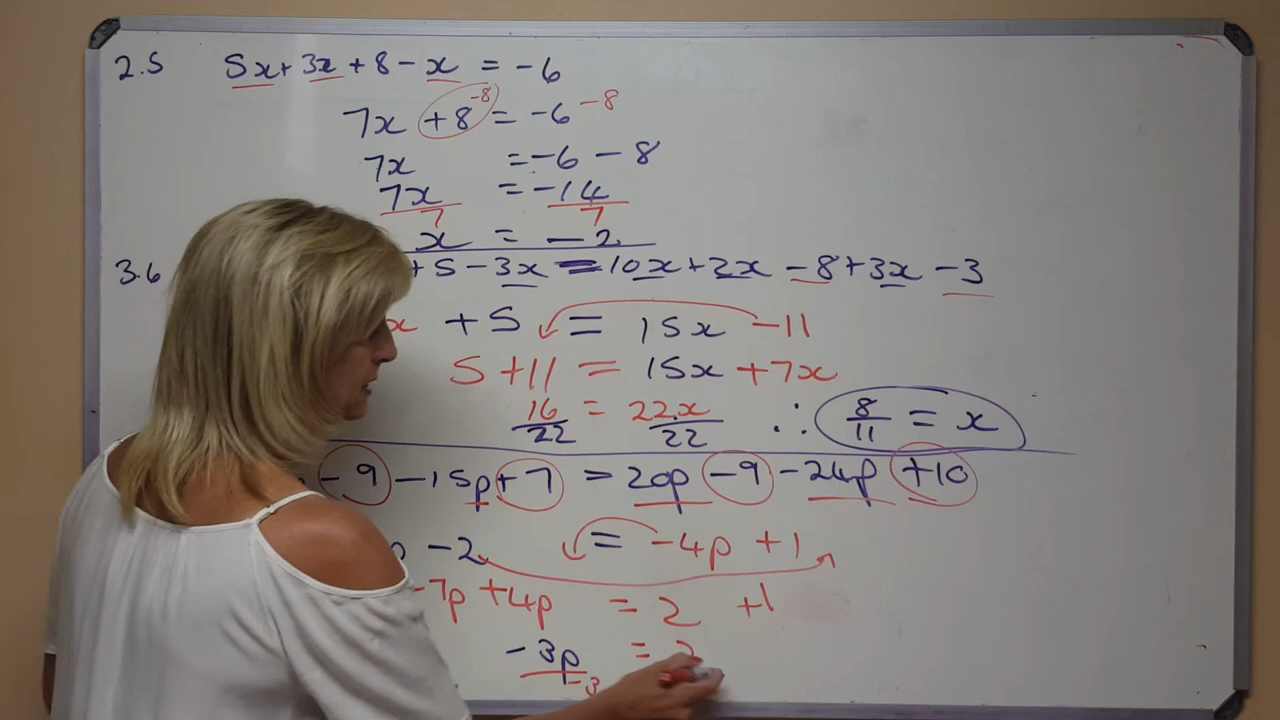 2.5 5x + 3x + 8 - x = -6
7x + 8 -8 = -6 -8
7x = -6 - 8
7x/7 = -14/7
x = -2
3.6 +5 - 3x = 10x + 2x - 8 + 3x - 3
x + 5 = 15x - 11
5 + 11 = 15x + 7x
16/22 = 22x/22 ∴ 8/11 = x
- 9 - 15p + 7 = 20p - 9 - 24p + 10
p - 2 = -4p + 1
-7p + 4p = 2 + 1
-3p/-3 =